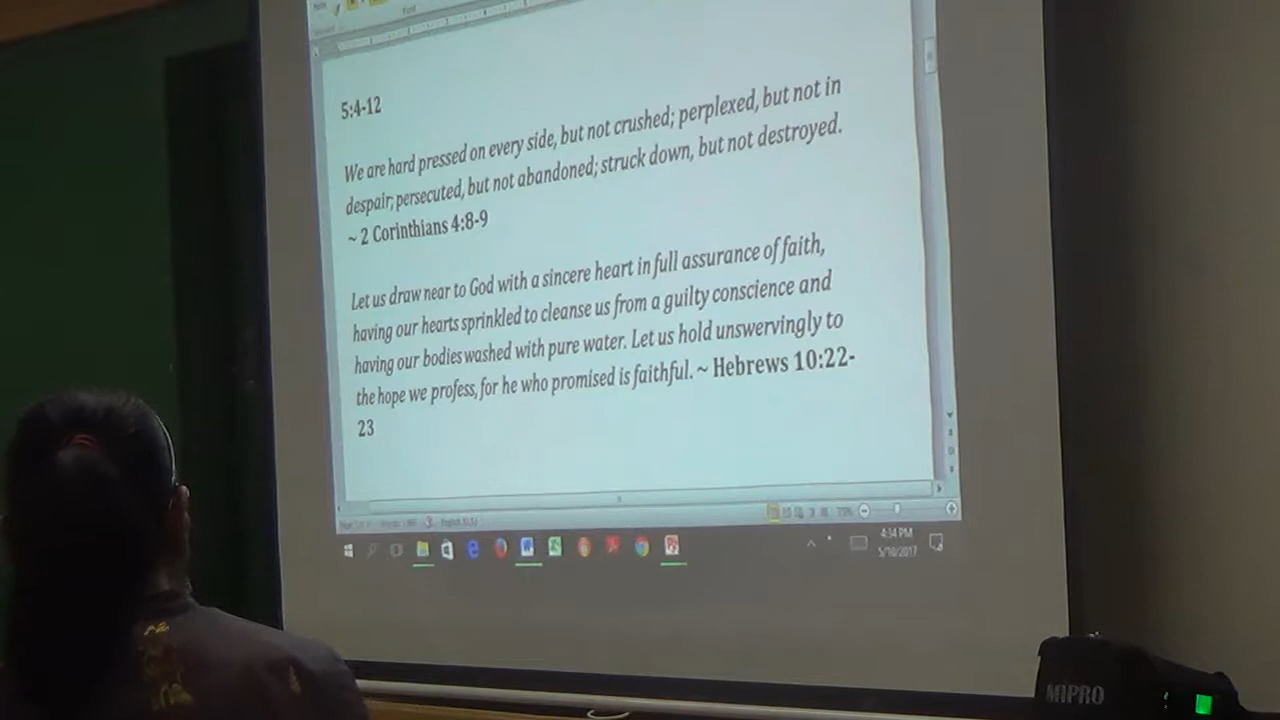 5:4-12
We are hard pressed on every side, but not crushed; perplexed, but not in
despair; persecuted, but not abandoned; struck down, but not destroyed.
~ 2 Corinthians 4:8-9
Let us draw near to God with a sincere heart in full assurance of faith,
having our hearts sprinkled to cleanse us from a guilty conscience and
having our bodies washed with pure water. Let us hold unswervingly to
the hope we profess, for he who promised is faithful. ~ Hebrews 10:22-
23
4:34 PM
5/10/2017
MIPRO